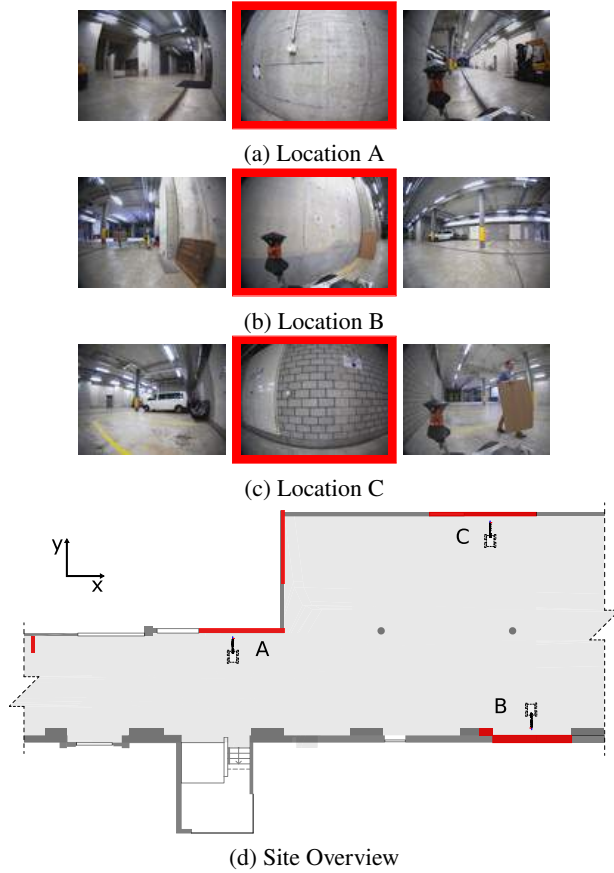 (a) Location A
(b) Location B
(c) Location C
y
x
A
B
C
(d) Site Overview